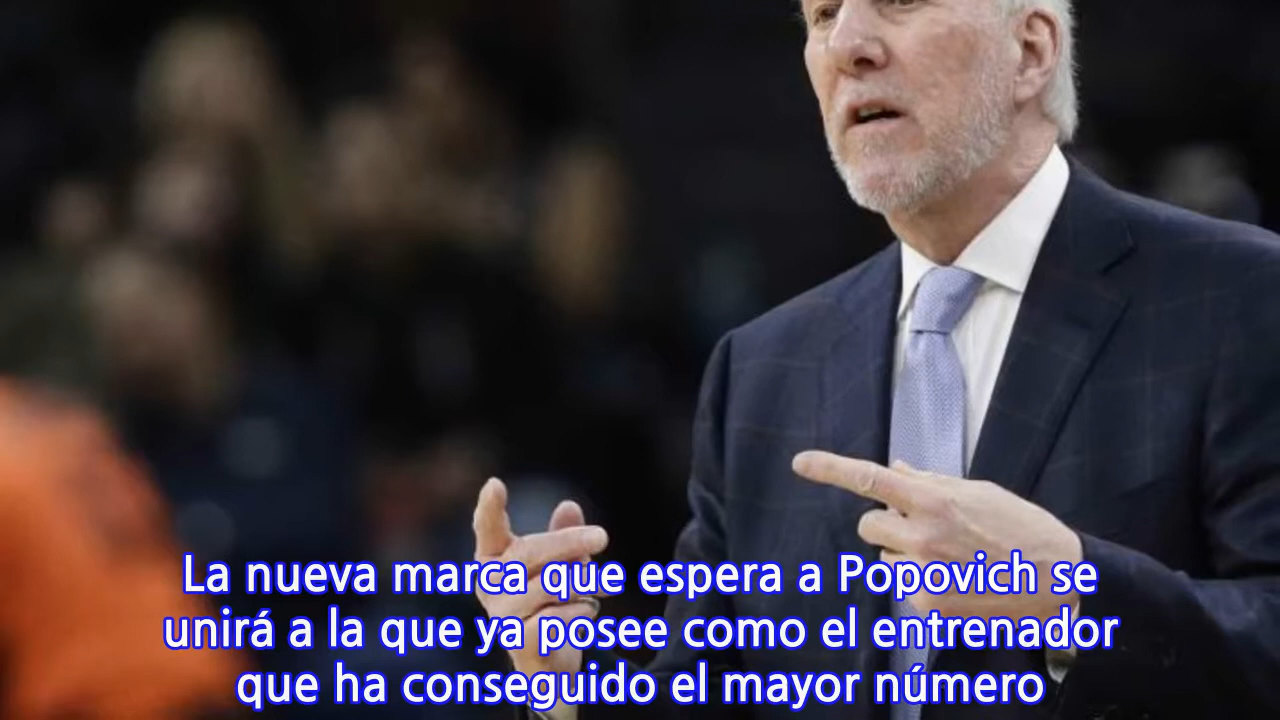 La nueva marca que espera a Popovich se
unirá a la que ya posee como el entrenador
que ha conseguido el mayor número